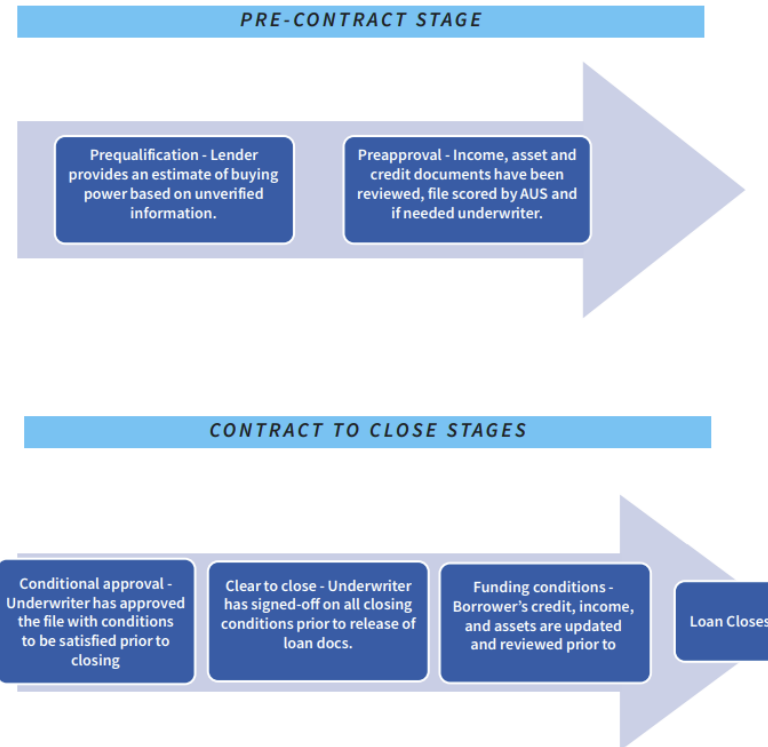 PRE-CONTRACT STAGE
Prequalification - Lender
provides an estimate of buying
power based on unverified
information.
Preapproval - Income, asset and
credit documents have been
reviewed, file scored by AUS and
if needed underwriter.
CONTRACT TO CLOSE STAGES
Conditional approval -
Underwriter has approved
the file with conditions
to be satisfied prior to
closing
Clear to close - Underwriter
has signed-off on all closing
conditions prior to release of
loan docs.
Funding conditions -
Borrower’s credit, income,
and assets are updated
and reviewed prior to
Loan Closes